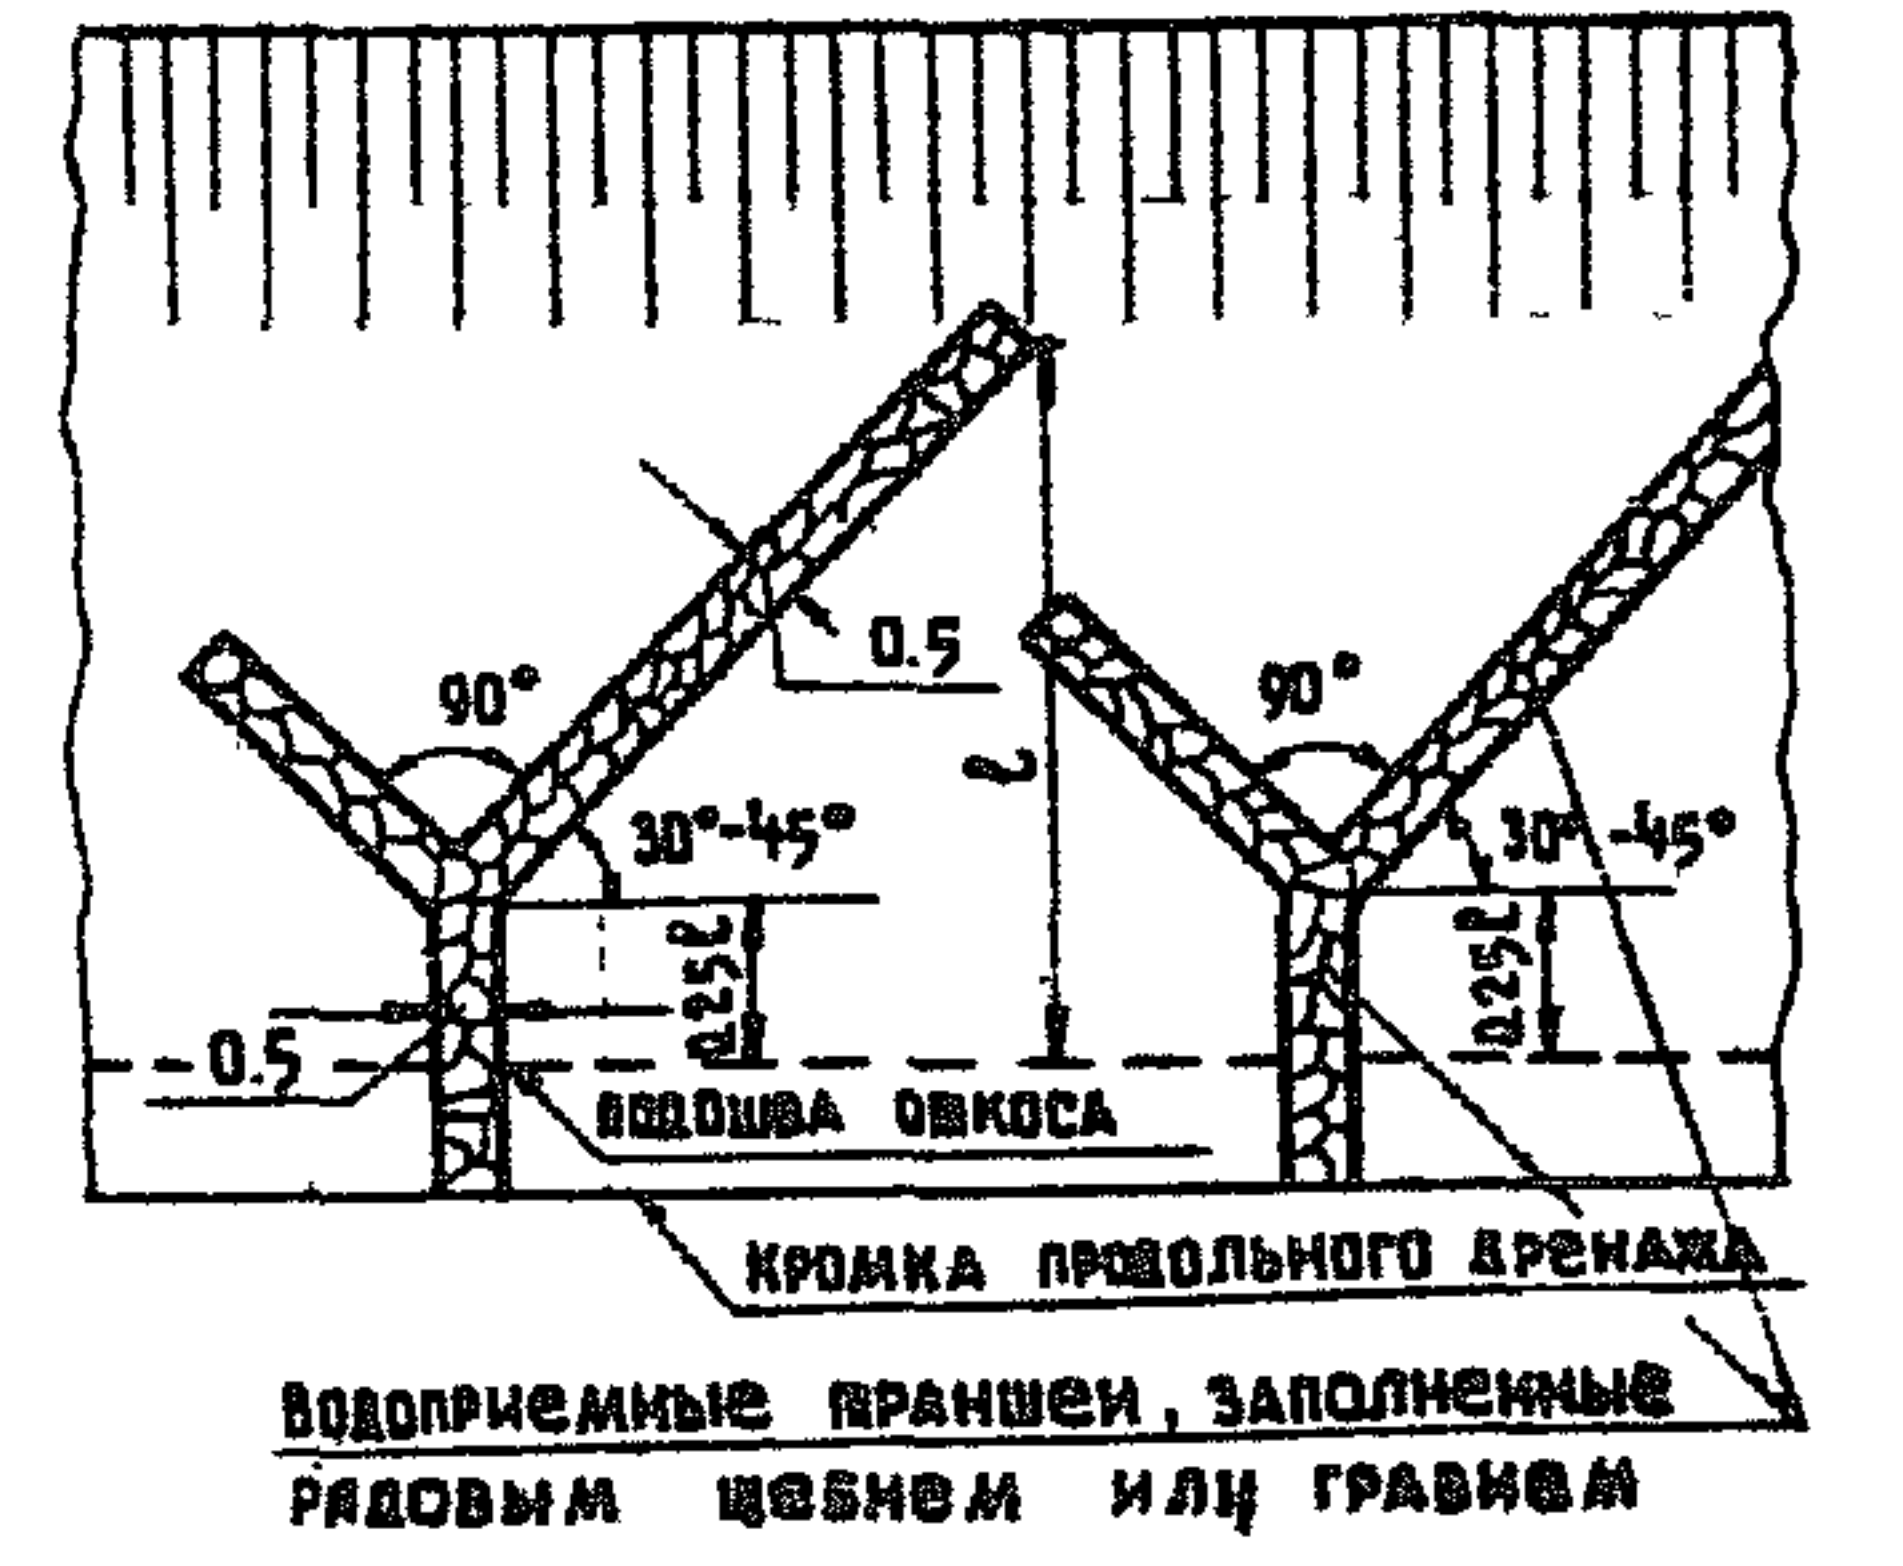 90°
0.5
90°
ℓ
30°-45°
30°-45°
0.25ℓ
0.25ℓ
0.5
ПОДОШВА ОТКОСА
КРОМКА ПРОДОЛЬНОГО ДРЕНАЖА
ВОДОПРИЕМНЫЕ ТРАНШЕИ, ЗАПОЛНЕННЫЕ
РЯДОВЫМ ЩЕБНЕМ ИЛИ ГРАВИЕМ